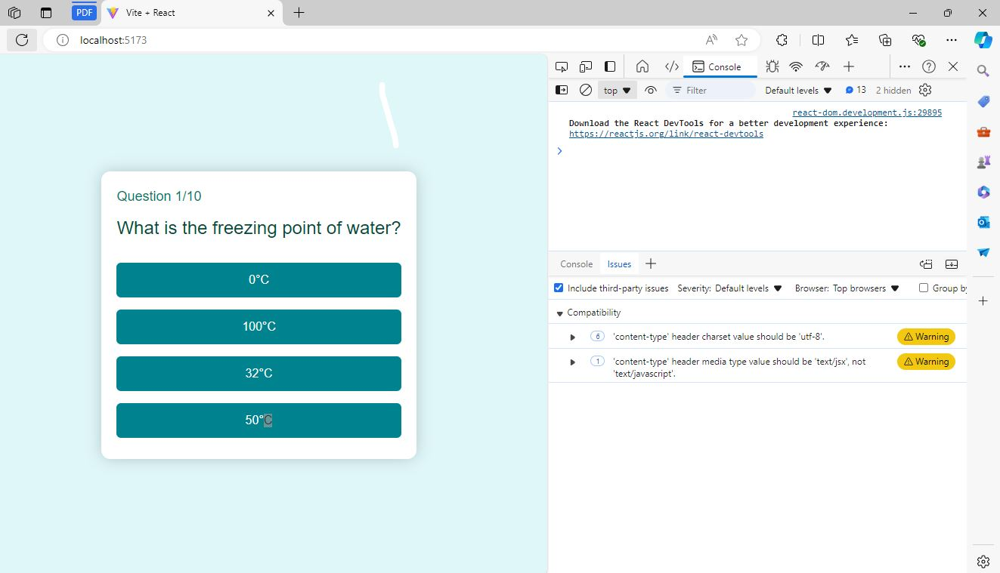 PDF
Vite + React
localhost:5173
Console
top
Filter
Default levels
13
2 hidden
react-dom.development.js:29895
Download the React DevTools for a better development experience:
https://reactjs.org/link/react-devtools
Question 1/10
What is the freezing point of water?
0°C
100°C
32°C
50°C
Console
Issues
Include third-party issues
Severity: Default levels
Browser: Top browsers
Group by
Compatibility
6
'content-type' header charset value should be 'utf-8'.
Warning
1
'content-type' header media type value should be 'text/jsx', not
'text/javascript'.
Warning